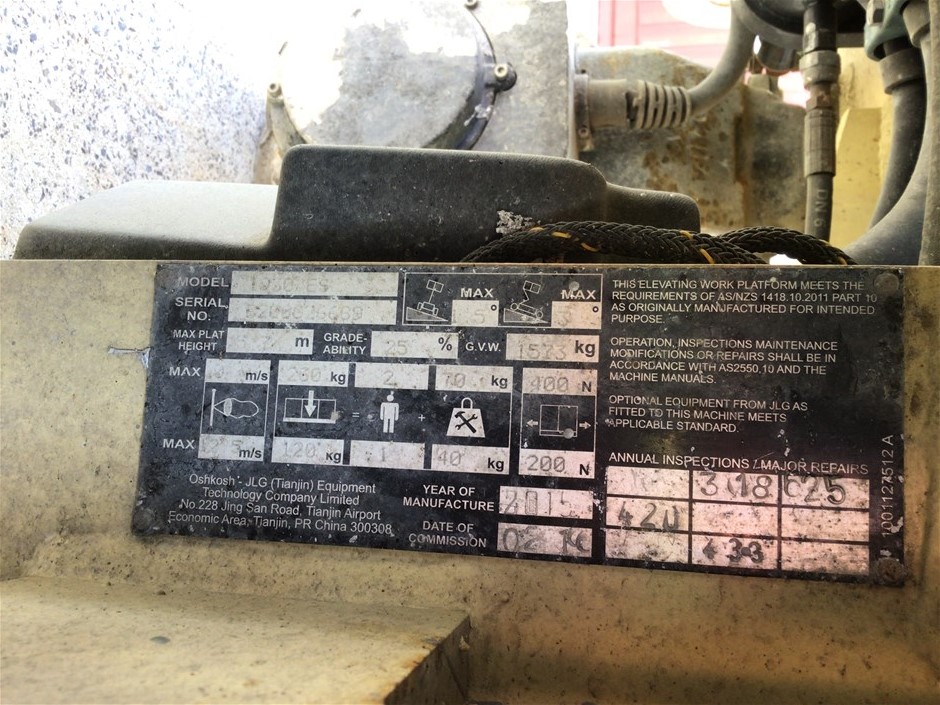 MODEL
SERIAL NO.
MAX PLAT HEIGHT m GRADE-ABILITY 25 % G.V.W. 1573 kg
MAX 5° MAX °
MAX m/s 230 kg 2 70 kg 400 N
= +
MAX 12.5 m/s 120 kg 1 40 kg 200 N
Oshkosh - JLG (Tianjin) Equipment
Technology Company Limited
No.228 Jing San Road, Tianjin Airport
Economic Area, Tianjin, PR China 300308
YEAR OF MANUFACTURE
DATE OF COMMISSION
THIS ELEVATING WORK PLATFORM MEETS THE
REQUIREMENTS OF AS/NZS 1418.10.2011 PART 10
AS ORIGINALLY MANUFACTURED FOR INTENDED
PURPOSE.
OPERATION, INSPECTIONS MAINTENANCE
MODIFICATIONS OR REPAIRS SHALL BE IN
ACCORDANCE WITH AS2550.10 AND THE
MACHINE MANUALS.
OPTIONAL EQUIPMENT FROM JLG AS
FITTED TO THIS MACHINE MEETS
APPLICABLE STANDARD.
ANNUAL INSPECTIONS / MAJOR REPAIRS
318 625
420
433
1001127512 A